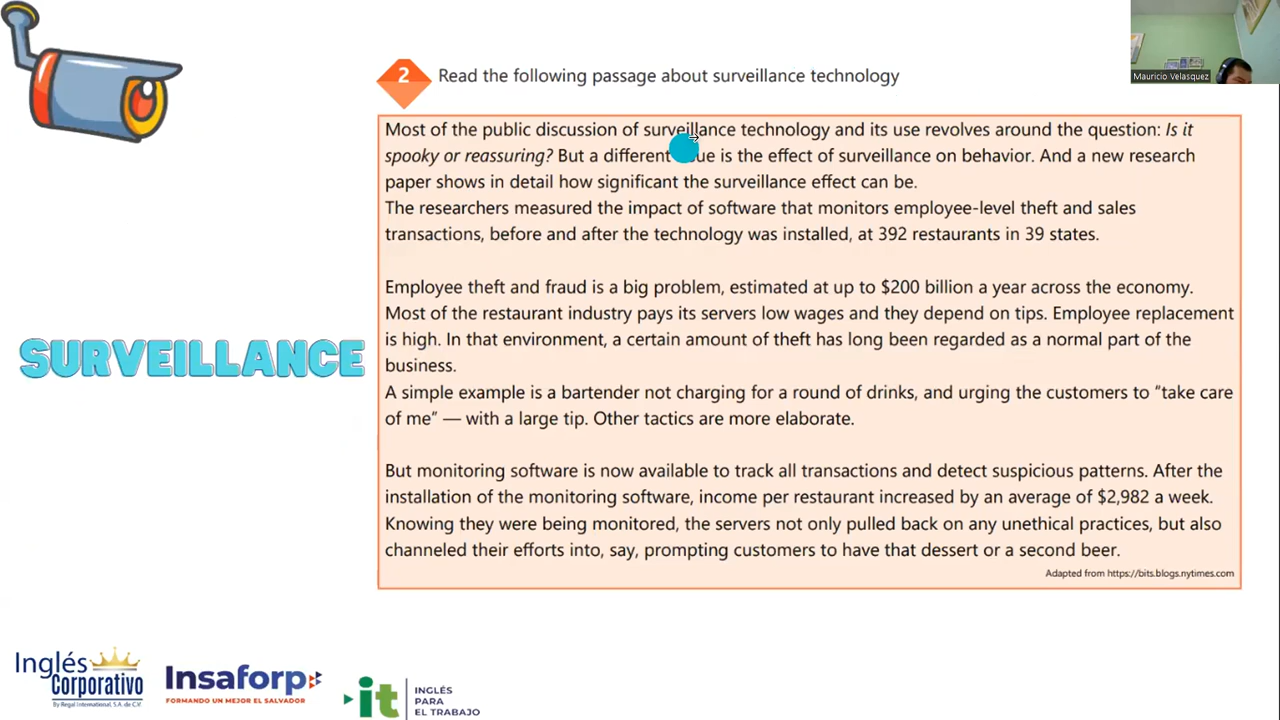 Mauricio Velasquez
2 Read the following passage about surveillance technology
Most of the public discussion of surveillance technology and its use revolves around the question: Is it
spooky or reassuring? But a different is the effect of surveillance on behavior. And a new research
paper shows in detail how significant the surveillance effect can be.
The researchers measured the impact of software that monitors employee-level theft and sales
transactions, before and after the technology was installed, at 392 restaurants in 39 states.
Employee theft and fraud is a big problem, estimated at up to $200 billion a year across the economy.
Most of the restaurant industry pays its servers low wages and they depend on tips. Employee replacement
is high. In that environment, a certain amount of theft has long been regarded as a normal part of the
business.
A simple example is a bartender not charging for a round of drinks, and urging the customers to “take care
of me” — with a large tip. Other tactics are more elaborate.
But monitoring software is now available to track all transactions and detect suspicious patterns. After the
installation of the monitoring software, income per restaurant increased by an average of $2,982 a week.
Knowing they were being monitored, the servers not only pulled back on any unethical practices, but also
channeled their efforts into, say, prompting customers to have that dessert or a second beer.
Adapted from https://bits.blogs.nytimes.com
SURVEILLANCE
Inglés
Corporativo
By Regal International, S.A. de C.V.
Insaforp
FORMANDO UN MEJOR EL SALVADOR
it
INGLÉS
PARA
EL TRABAJO